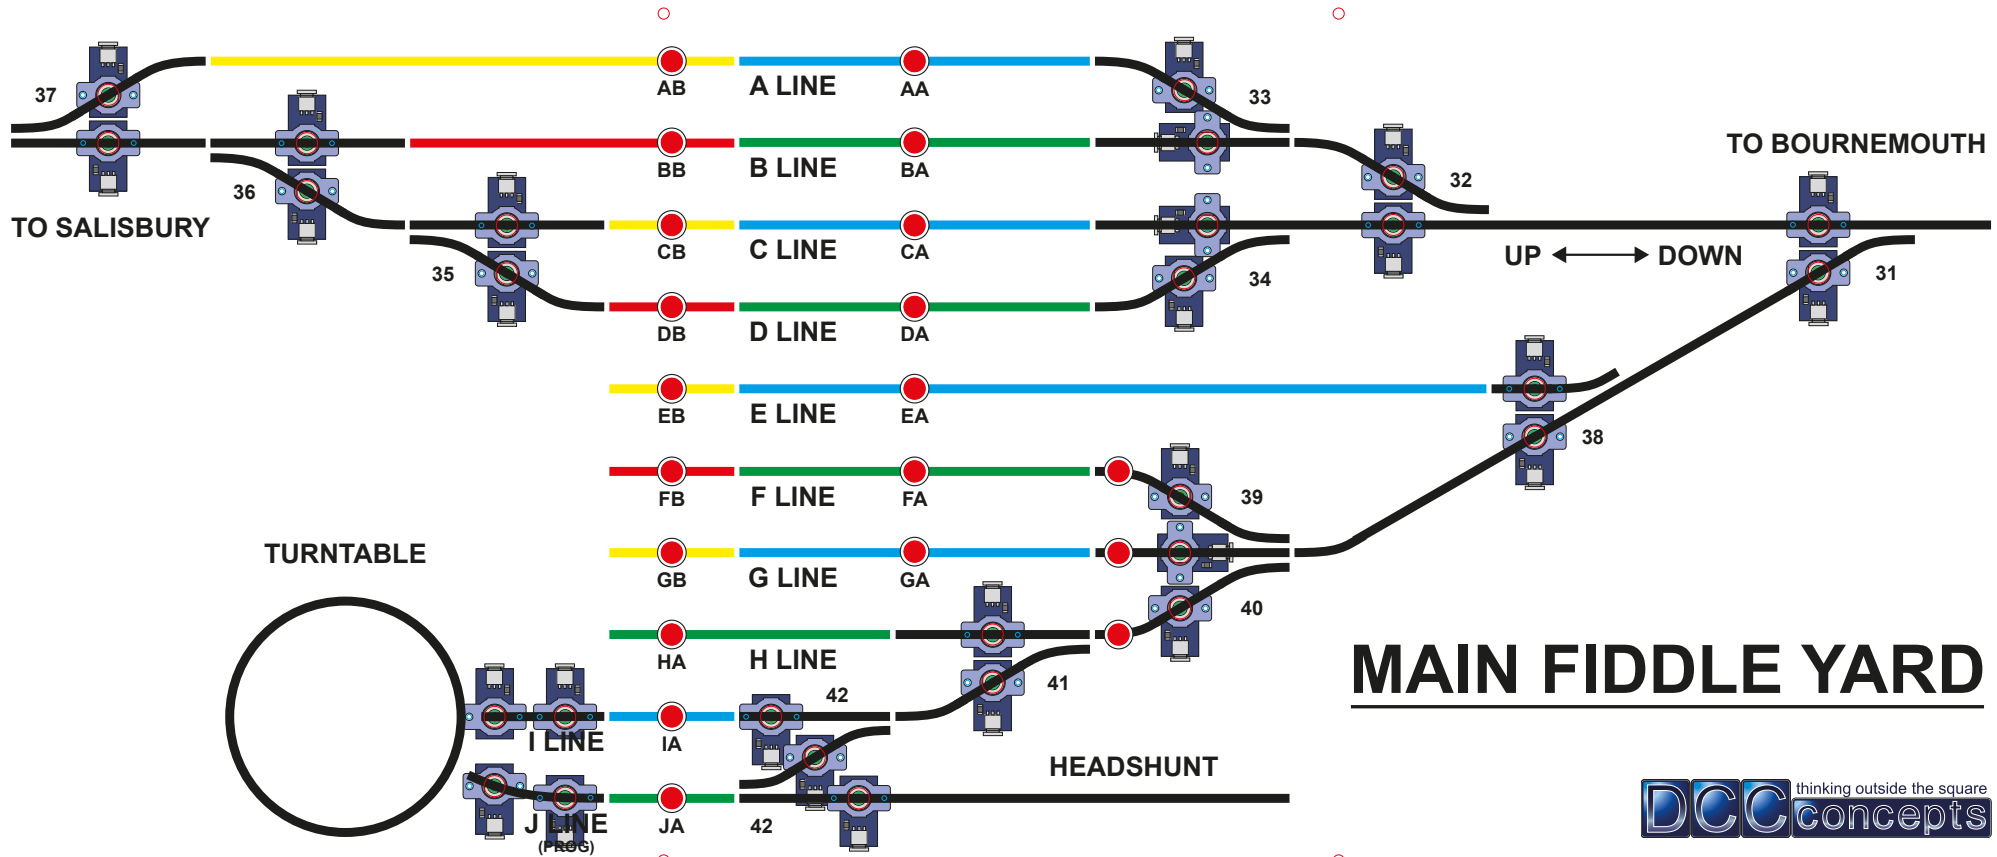 37
AB
A LINE
AA
33
TO BOURNEMOUTH
BB
B LINE
BA
36
32
TO SALISBURY
CB
C LINE
CA
UP
DOWN
35
34
31
DB
D LINE
DA
EB
E LINE
EA
38
FB
F LINE
FA
39
TURNTABLE
GB
G LINE
GA
40
HA
H LINE
41
MAIN FIDDLE YARD
42
I LINE
IA
HEADSHUNT
J LINE
(PROG)
JA
42
DCC
thinking outside the square
concepts